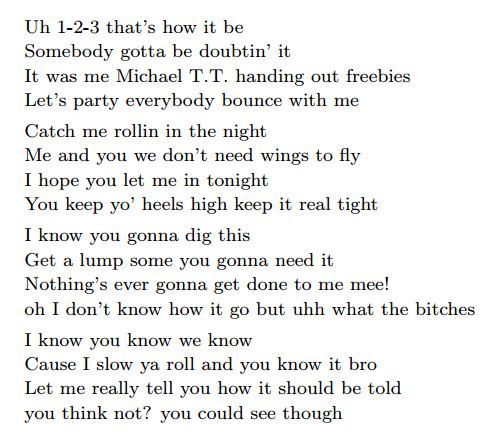 Uh 1-2-3 that's how it be
Somebody gotta be doubtin' it
It was me Michael T.T. handing out freebies
Let's party everybody bounce with me
Catch me rollin in the night
Me and you we don't need wings to fly
I hope you let me in tonight
You keep yo' heels high keep it real tight
I know you gonna dig this
Get a lump some you gonna need it
Nothing's ever gonna get done to me mee!
oh I don't know how it go but uhh what the bitches
I know you know we know
Cause I slow ya roll and you know it bro
Let me really tell you how it should be told
you think not? you could see though